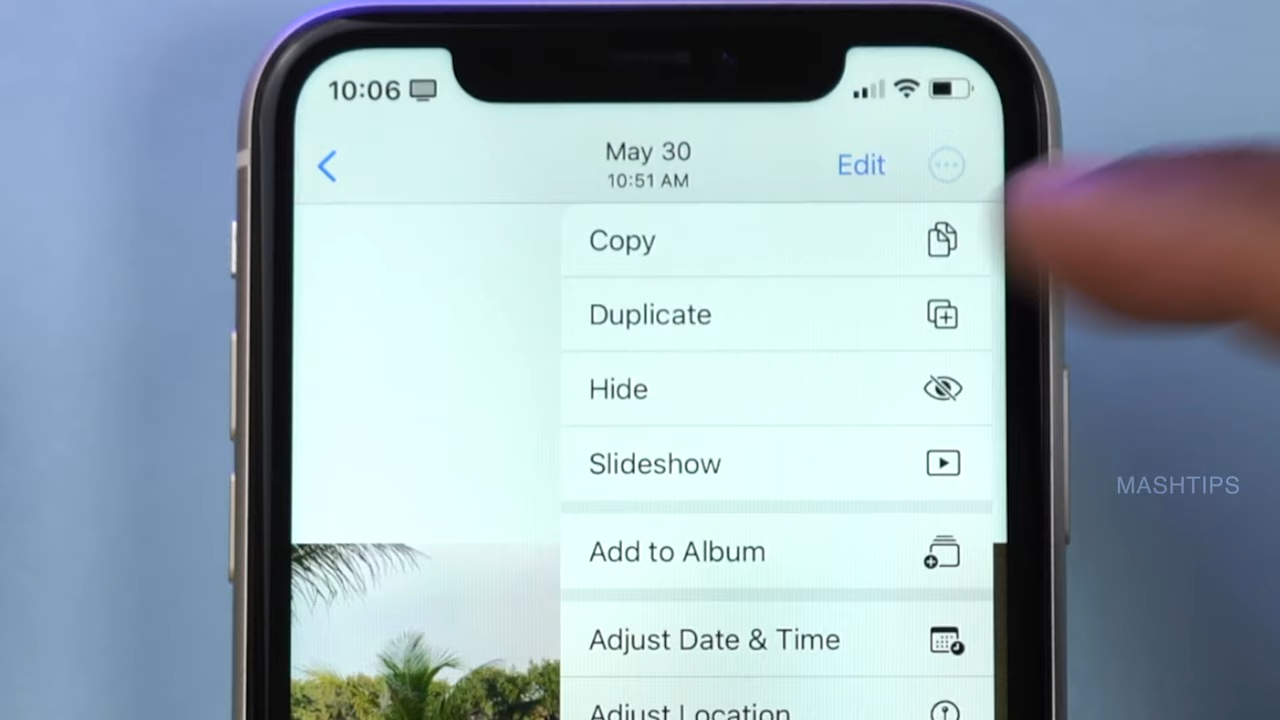 10:06
May 30
10:51 AM
Edit
Copy
Duplicate
Hide
Slideshow
Add to Album
Adjust Date & Time
Adjust Location
MASHTIPS